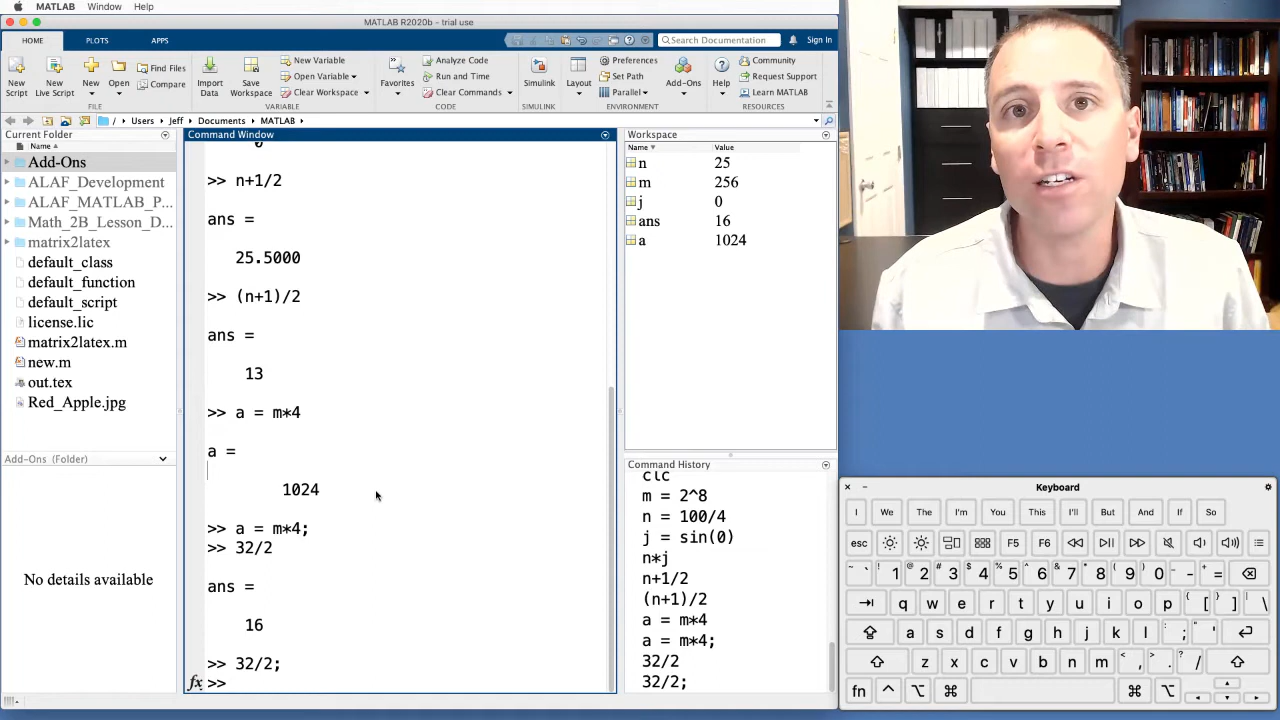 MATLAB Window Help
MATLAB R2020b - trial use
HOME PLOTS APPS
Search Documentation Sign In
New Script
New Live Script
New
Open
Find Files
Compare
Import Data
Save Workspace
New Variable
Open Variable
Clear Workspace
Favorites
Analyze Code
Run and Time
Clear Commands
Simulink
Layout
Preferences
Set Path
Parallel
Add-Ons
Help
Community
Request Support
Learn MATLAB
FILE VARIABLE CODE SIMULINK ENVIRONMENT RESOURCES
/ Users Jeff Documents MATLAB
Current Folder
Name
Add-Ons
ALAF_Development
ALAF_MATLAB_P...
Math_2B_Lesson_D...
matrix2latex
default_class
default_function
default_script
license.lic
matrix2latex.m
new.m
out.tex
Red_Apple.jpg
Add-Ons (Folder)
No details available
Command Window
0
>> n+1/2
ans =
25.5000
>> (n+1)/2
ans =
13
>> a = m*4
a =
1024
>> a = m*4;
>> 32/2
ans =
16
>> 32/2;
fx >>
Workspace
Name Value
n 25
m 256
j 0
ans 16
a 1024
Command History
clc
m = 2^8
n = 100/4
j = sin(0)
n*j
n+1/2
(n+1)/2
a = m*4
a = m*4;
32/2
32/2;
Keyboard
I We The I'm You This I'll But And If So
esc F5 F6
~ ` ! 1 @ 2 # 3 $ 4 % 5 ^ 6 & 7 * 8 ( 9 ) 0 _ - + =
q w e r t y u i o p { [ } ] | \
a s d f g h j k l : ; " '
z x c v b n m < , > . ? /
fn ^ ⌥ ⌘ ⌘ ⌥